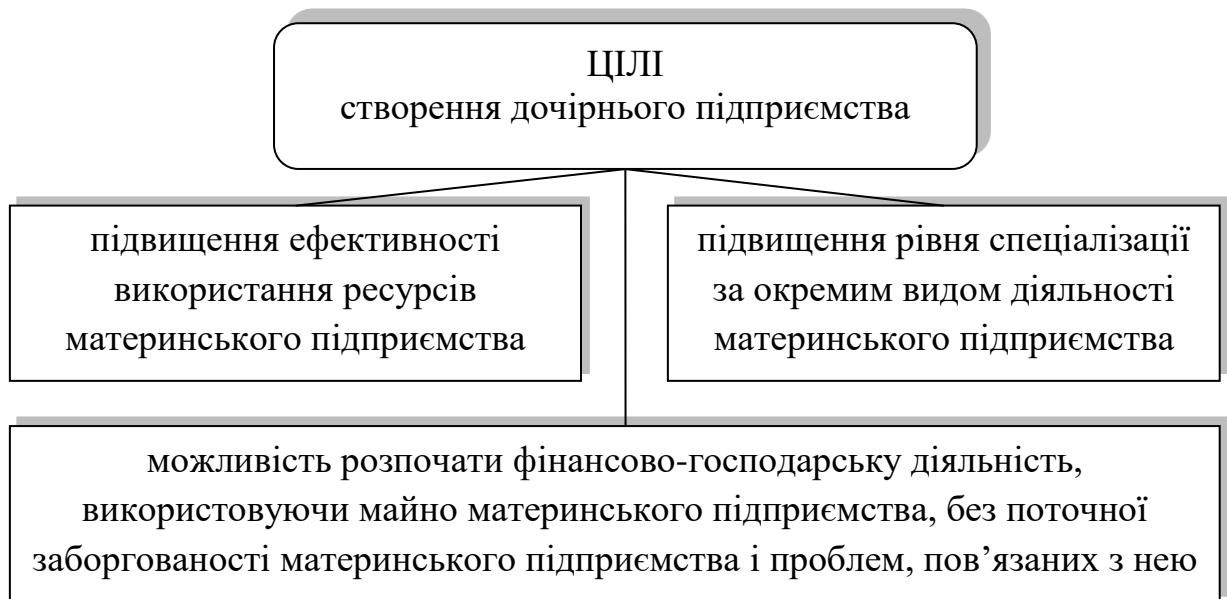 ЦІЛІ
створення дочірнього підприємства
підвищення ефективності
використання ресурсів
материнського підприємства
підвищення рівня спеціалізації
за окремим видом діяльності
материнського підприємства
можливість розпочати фінансово-господарську діяльність,
використовуючи майно материнського підприємства, без поточної
заборгованості материнського підприємства і проблем, пов’язаних з нею